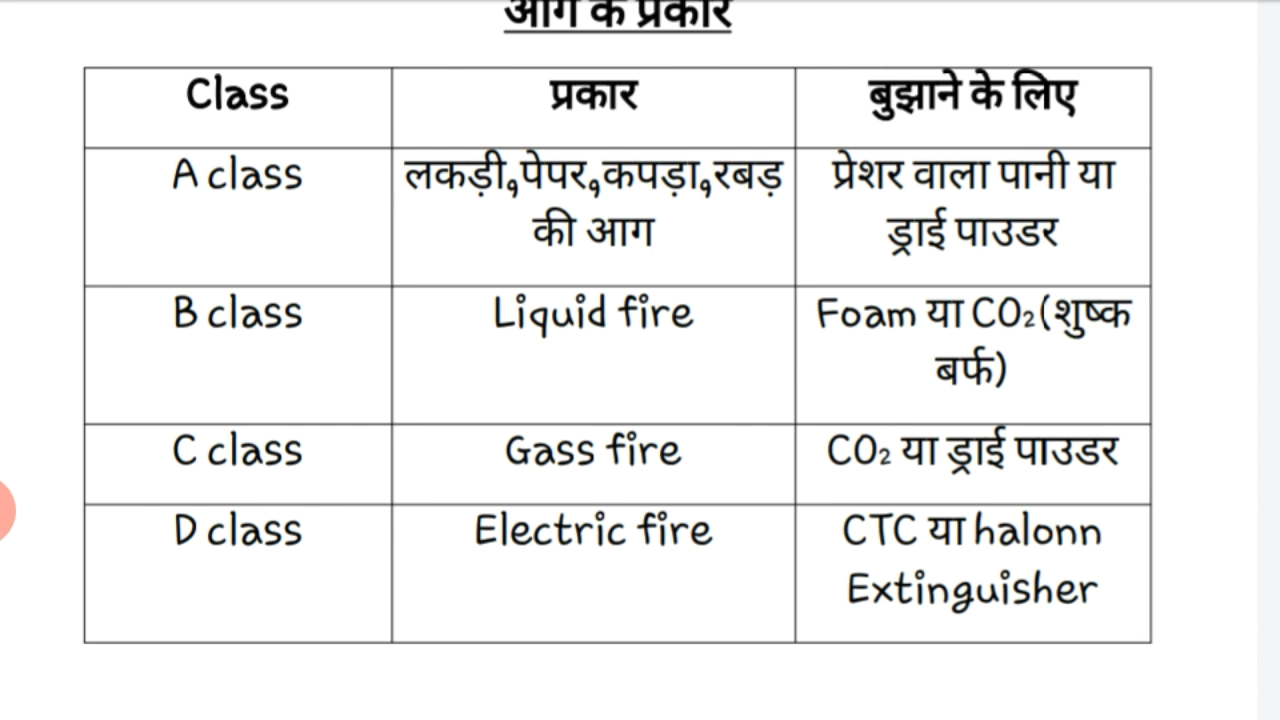 आग के प्रकार
Class प्रकार बुझाने के लिए
A class लकड़ी,पेपर,कपड़ा,रबड़ प्रेशर वाला पानी या
की आग ड्राई पाउडर
B class Liquid fire Foam या CO₂(शुष्क
बर्फ)
C class Gass fire CO₂ या ड्राई पाउडर
D class Electric fire CTC या halonn
Extinguisher